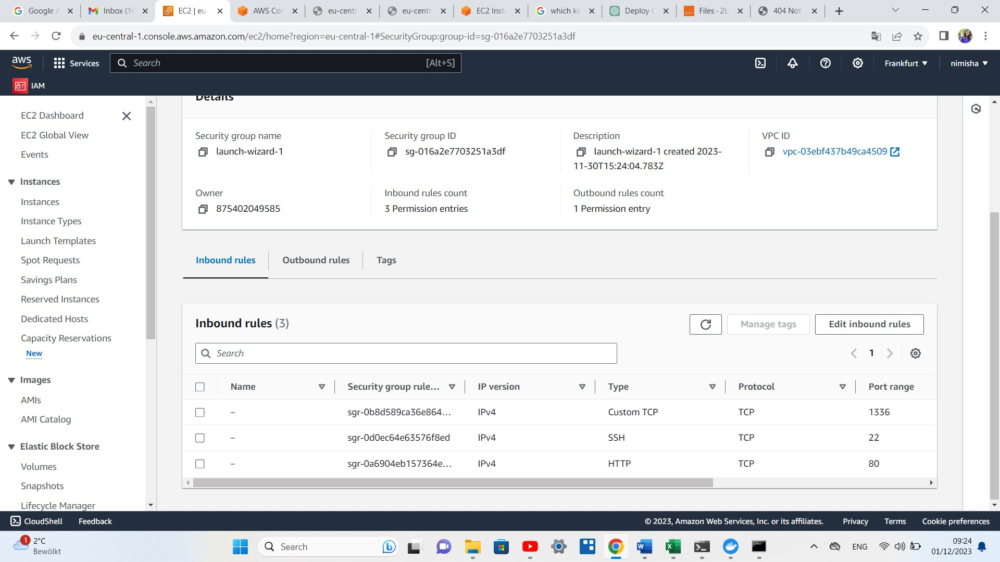 Google A
Inbox (16
EC2 | eu-
AWS Cor
eu-centr
eu-centr
EC2 Insta
which ke
Deploy C
Files · 2b
404 Not
eu-central-1.console.aws.amazon.com/ec2/home?region=eu-central-1#SecurityGroup:group-id=sg-016a2e7703251a3df
aws
Services
Search
[Alt+S]
Frankfurt
nimisha
IAM
EC2 Dashboard
EC2 Global View
Events
Instances
Instances
Instance Types
Launch Templates
Spot Requests
Savings Plans
Reserved Instances
Dedicated Hosts
Capacity Reservations
New
Images
AMIs
AMI Catalog
Elastic Block Store
Volumes
Snapshots
Lifecycle Manager
Details
Security group name
launch-wizard-1
Security group ID
sg-016a2e7703251a3df
Description
launch-wizard-1 created 2023-
11-30T15:24:04.783Z
VPC ID
vpc-03ebf437b49ca4509
Owner
875402049585
Inbound rules count
3 Permission entries
Outbound rules count
1 Permission entry
Inbound rules
Outbound rules
Tags
Inbound rules (3)
Manage tags
Edit inbound rules
Search
1
Name Security group rule... IP version Type Protocol Port range
– sgr-0b8d589ca36e864... IPv4 Custom TCP TCP 1336
– sgr-0d0ec64e63576f8ed IPv4 SSH TCP 22
– sgr-0a6904eb157364e... IPv4 HTTP TCP 80
CloudShell
Feedback
© 2023, Amazon Web Services, Inc. or its affiliates.
Privacy
Terms
Cookie preferences
1
2°C
Bewölkt
Search
ENG
09:24
01/12/2023